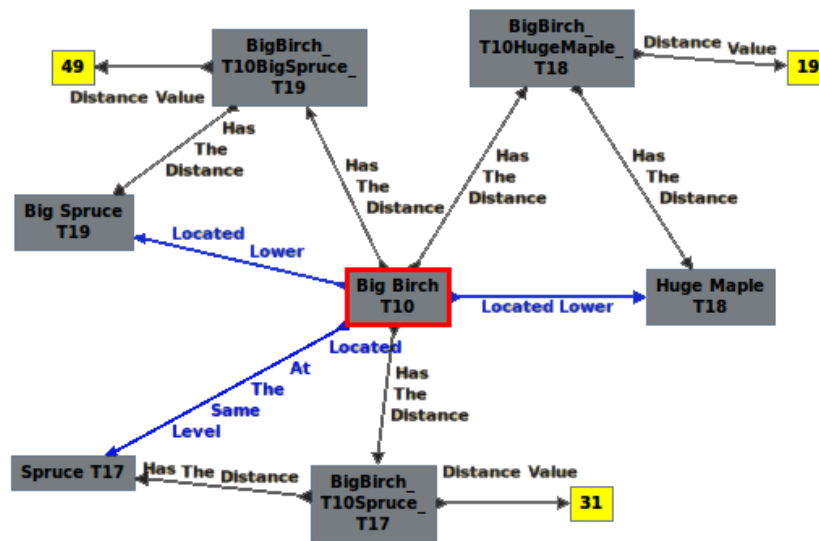 BigBirch_
T10BigSpruce_
T19
BigBirch_
T10HugeMaple_
T18
49
Distance Value
Distance Value
19
Has
The
Distance
Has
The
Distance
Has
The
Distance
Has
The
Distance
Big Spruce
T19
Located
Lower
Big Birch
T10
Located Lower
Huge Maple
T18
Located
At
The
Same
Level
Has
The
Distance
Spruce T17
Has The Distance
BigBirch_
T10Spruce_
T17
Distance Value
31